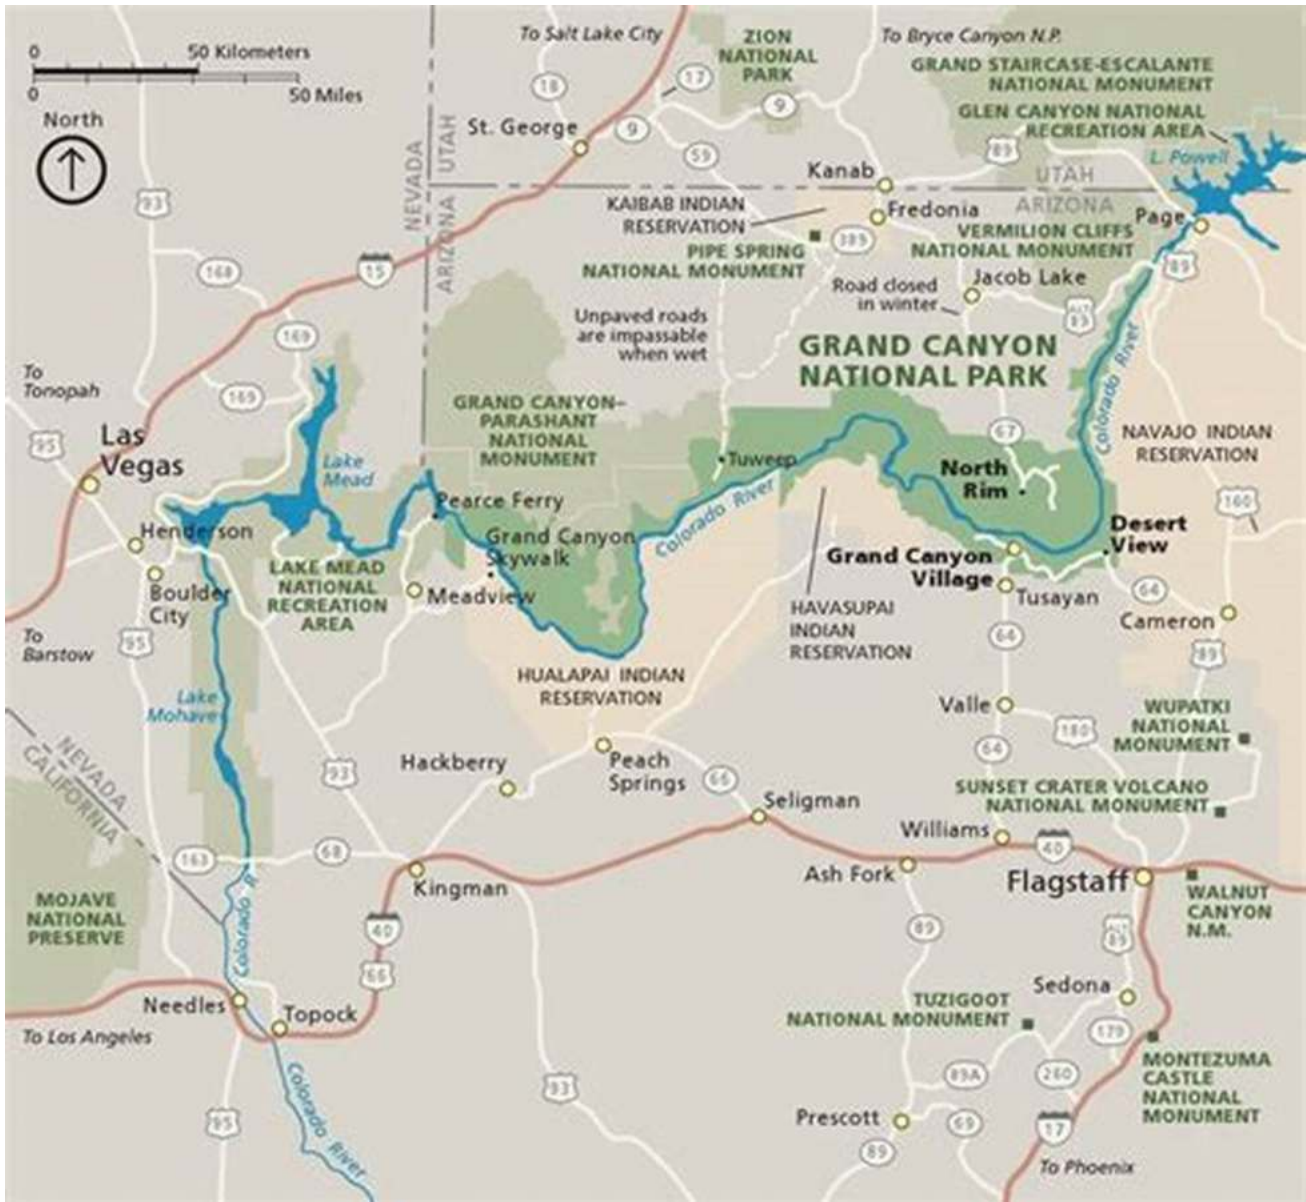 0 50 Kilometers
0 50 Miles
North
To Salt Lake City
ZION
NATIONAL
PARK
To Bryce Canyon N.P.
GRAND STAIRCASE-ESCALANTE
NATIONAL MONUMENT
GLEN CANYON NATIONAL
RECREATION AREA
L. Powell
18
17
9
9
St. George
59
89
Kanab
UTAH
ARIZONA
NEVADA
UTAH
ARIZONA
93
KAIBAB INDIAN
RESERVATION
Fredonia
Page
389
VERMILION CLIFFS
NATIONAL MONUMENT
PIPE SPRING
NATIONAL MONUMENT
168
15
89
Jacob Lake
Road closed
in winter
ALT
89
Unpaved roads
are impassable
when wet
169
GRAND CANYON
NATIONAL PARK
Colorado River
To
Tonopah
169
95
GRAND CANYON–
PARASHANT
NATIONAL
MONUMENT
Las
Vegas
67
NAVAJO INDIAN
RESERVATION
Lake
Mead
Tuweep
North
Rim
160
Colorado River
Pearce Ferry
Henderson
Grand Canyon
Skywalk
Desert
View
Grand Canyon
Village
LAKE MEAD
NATIONAL
RECREATION
AREA
Boulder
City
Meadview
Tusayan
64
HAVASUPAI
INDIAN
RESERVATION
Cameron
95
To
Barstow
64
89
HUALAPAI INDIAN
RESERVATION
Lake
Mohave
Valle
WUPATKI
NATIONAL
MONUMENT
180
64
NEVADA
CALIFORNIA
Hackberry
Peach
Springs
93
66
SUNSET CRATER VOLCANO
NATIONAL MONUMENT
Seligman
Williams
40
163
68
Ash Fork
Flagstaff
Kingman
MOJAVE
NATIONAL
PRESERVE
WALNUT
CANYON
N.M.
Colorado R
40
89
ALT
89
66
Sedona
Needles
Topock
TUZIGOOT
NATIONAL MONUMENT
To Los Angeles
179
MONTEZUMA
CASTLE
NATIONAL
MONUMENT
89A
260
93
Colorado River
95
Prescott
69
17
89
To Phoenix